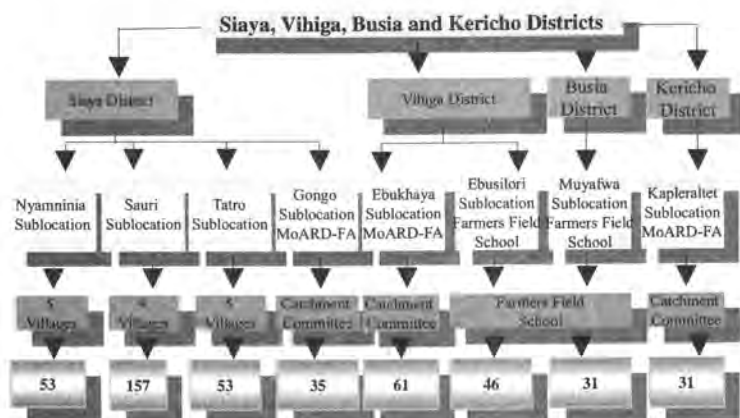 Siaya, Vihiga, Busia and Kericho Districts
Siaya District
Vihiga District
Busia
District
Kericho
District
Nyamninia
Sublocation
Sauri
Sublocation
Tatro
Sublocation
Gongo
Sublocation
MoARD-FA
Ebukhaya
Sublocation
MoARD-FA
Ebusilori
Sublocation
Farmers Field
School
Muyafwa
Sublocation
Farmers Field
School
Kapleraltet
Sublocation
MoARD-FA
5
Villages
4
Villages
5
Villages
Catchment
Committee
Catchment
Committee
Farmers Field
School
Catchment
Committee
53
157
53
35
61
46
31
31